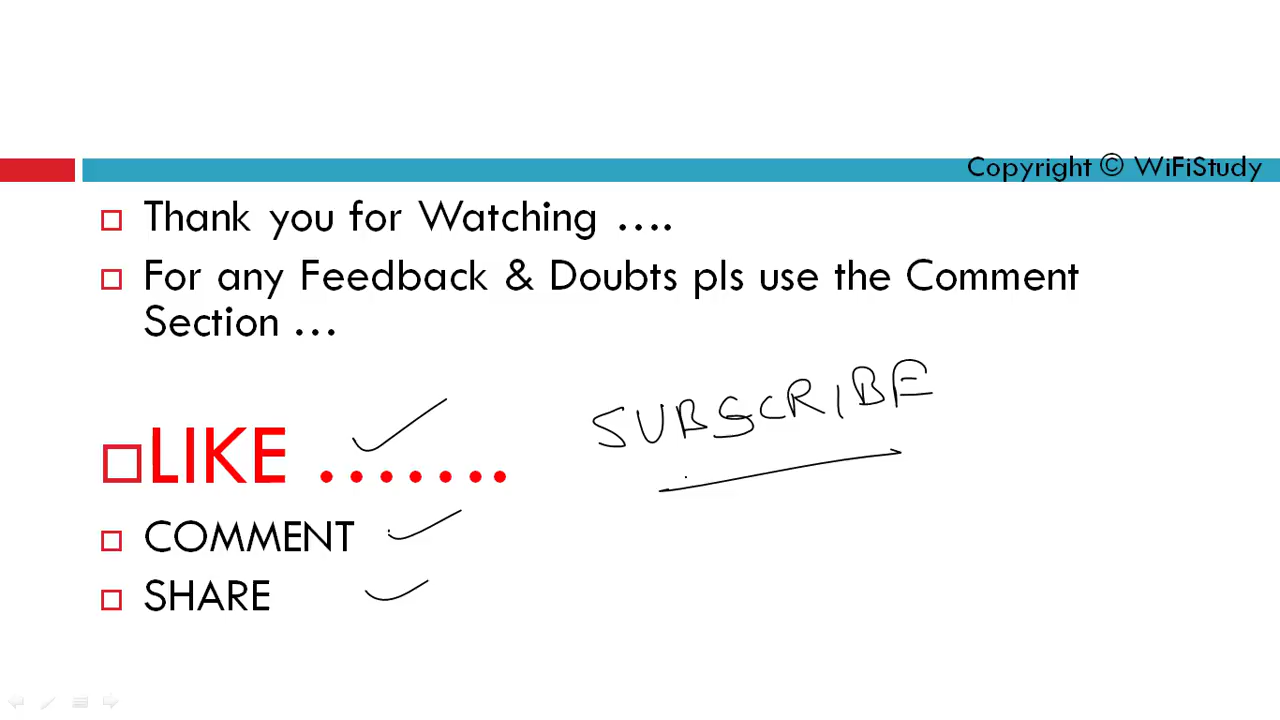 Copyright © WiFiStudy
Thank you for Watching ....
For any Feedback & Doubts pls use the Comment
Section ...
SUBSCRIBE
LIKE .......
COMMENT
SHARE